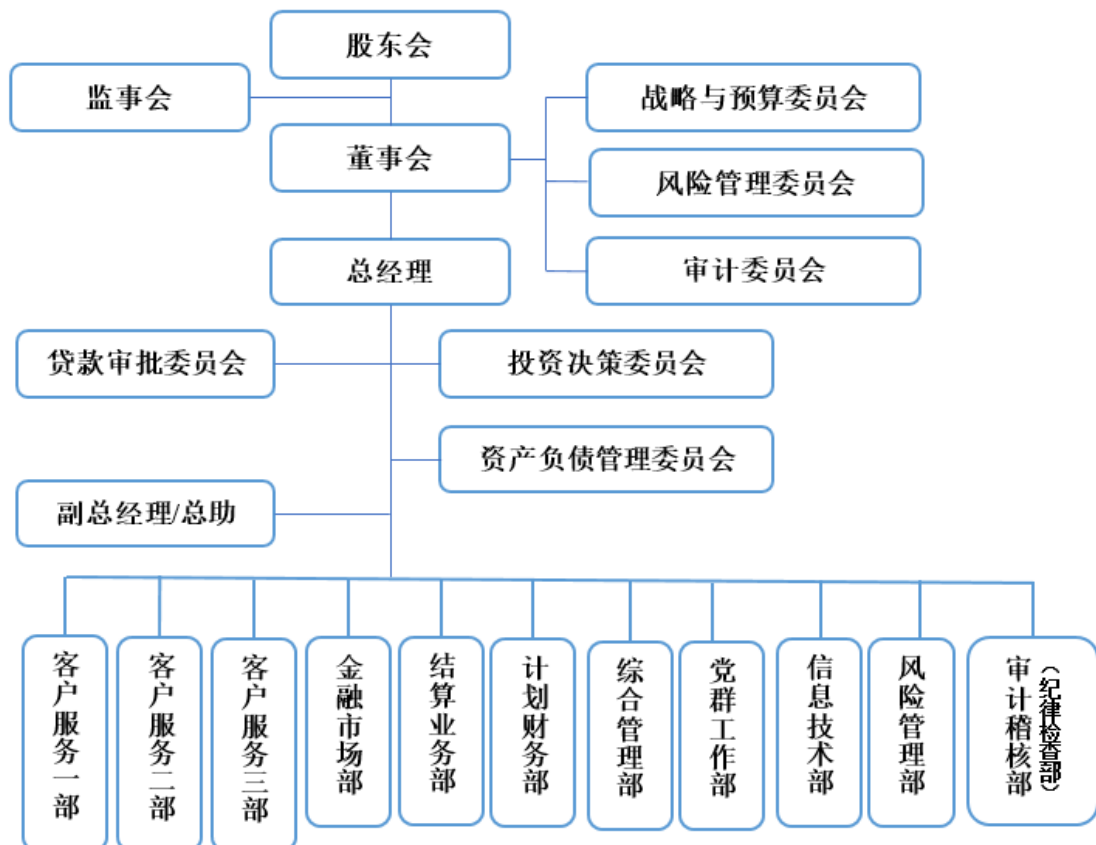 股东会
监事会
战略与预算委员会
董事会
风险管理委员会
总经理
审计委员会
贷款审批委员会
投资决策委员会
资产负债管理委员会
副总经理/总助
客户服务一部
客户服务二部
客户服务三部
金融市场部
结算业务部
计划财务部
综合管理部
党群工作部
信息技术部
风险管理部
审计稽核部
（纪律检查部）